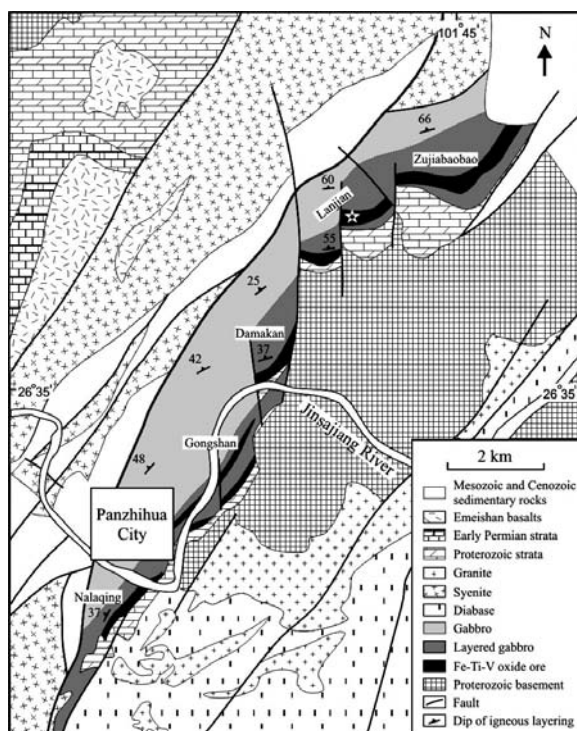 101°45'
N
66
Zujiabaobao
60
Lanjian
55
25
Damakan
37
42
26°35'
26°35'
Gongshan
Jinsajiang River
48
Panzhihua
City
Nalaqing
37
2 km
Mesozoic and Cenozoic
sedimentary rocks
Emeishan basalts
Early Permian strata
Proterozoic strata
Granite
Syenite
Diabase
Gabbro
Layered gabbro
Fe-Ti-V oxide ore
Proterozoic basement
Fault
Dip of igneous layering